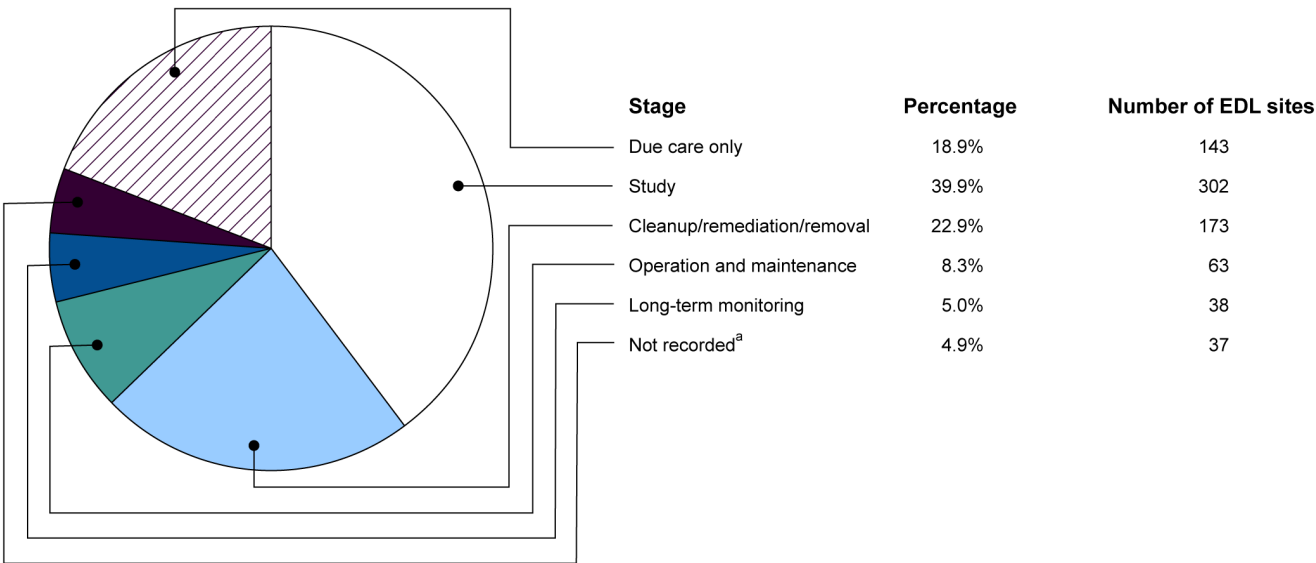 Stage Percentage Number of EDL sites
Due care only 18.9% 143
Study 39.9% 302
Cleanup/remediation/removal 22.9% 173
Operation and maintenance 8.3% 63
Long-term monitoring 5.0% 38
Not recordedᵃ 4.9% 37